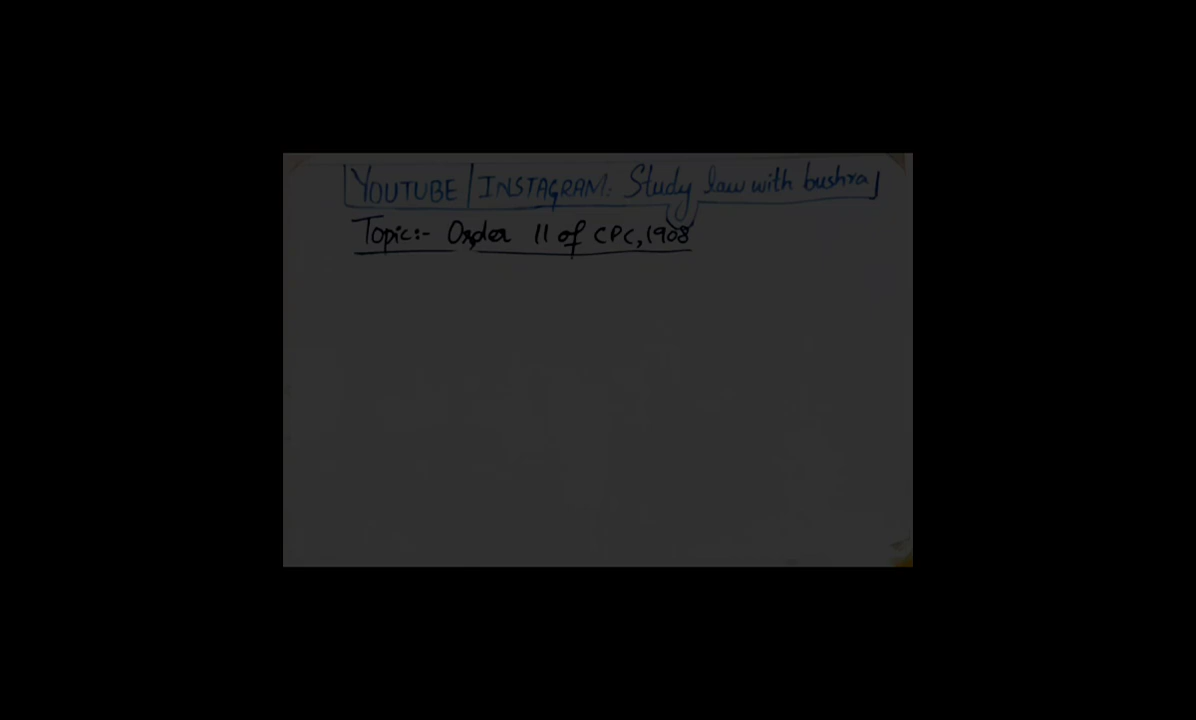 YOUTUBE | INSTAGRAM: Study law with bushra
Topic:- Order 11 of CPC, 1908